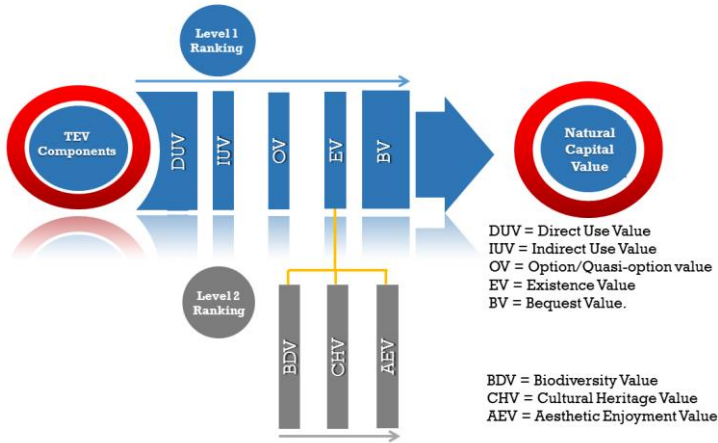 Level 1
Ranking
TEV
Components
DUV
IUV
OV
EV
BV
Natural
Capital
Value
DUV = Direct Use Value
IUV = Indirect Use Value
OV = Option/Quasi-option value
EV = Existence Value
BV = Bequest Value.
Level 2
Ranking
BDV
CHV
AEV
BDV = Biodiversity Value
CHV = Cultural Heritage Value
AEV = Aesthetic Enjoyment Value